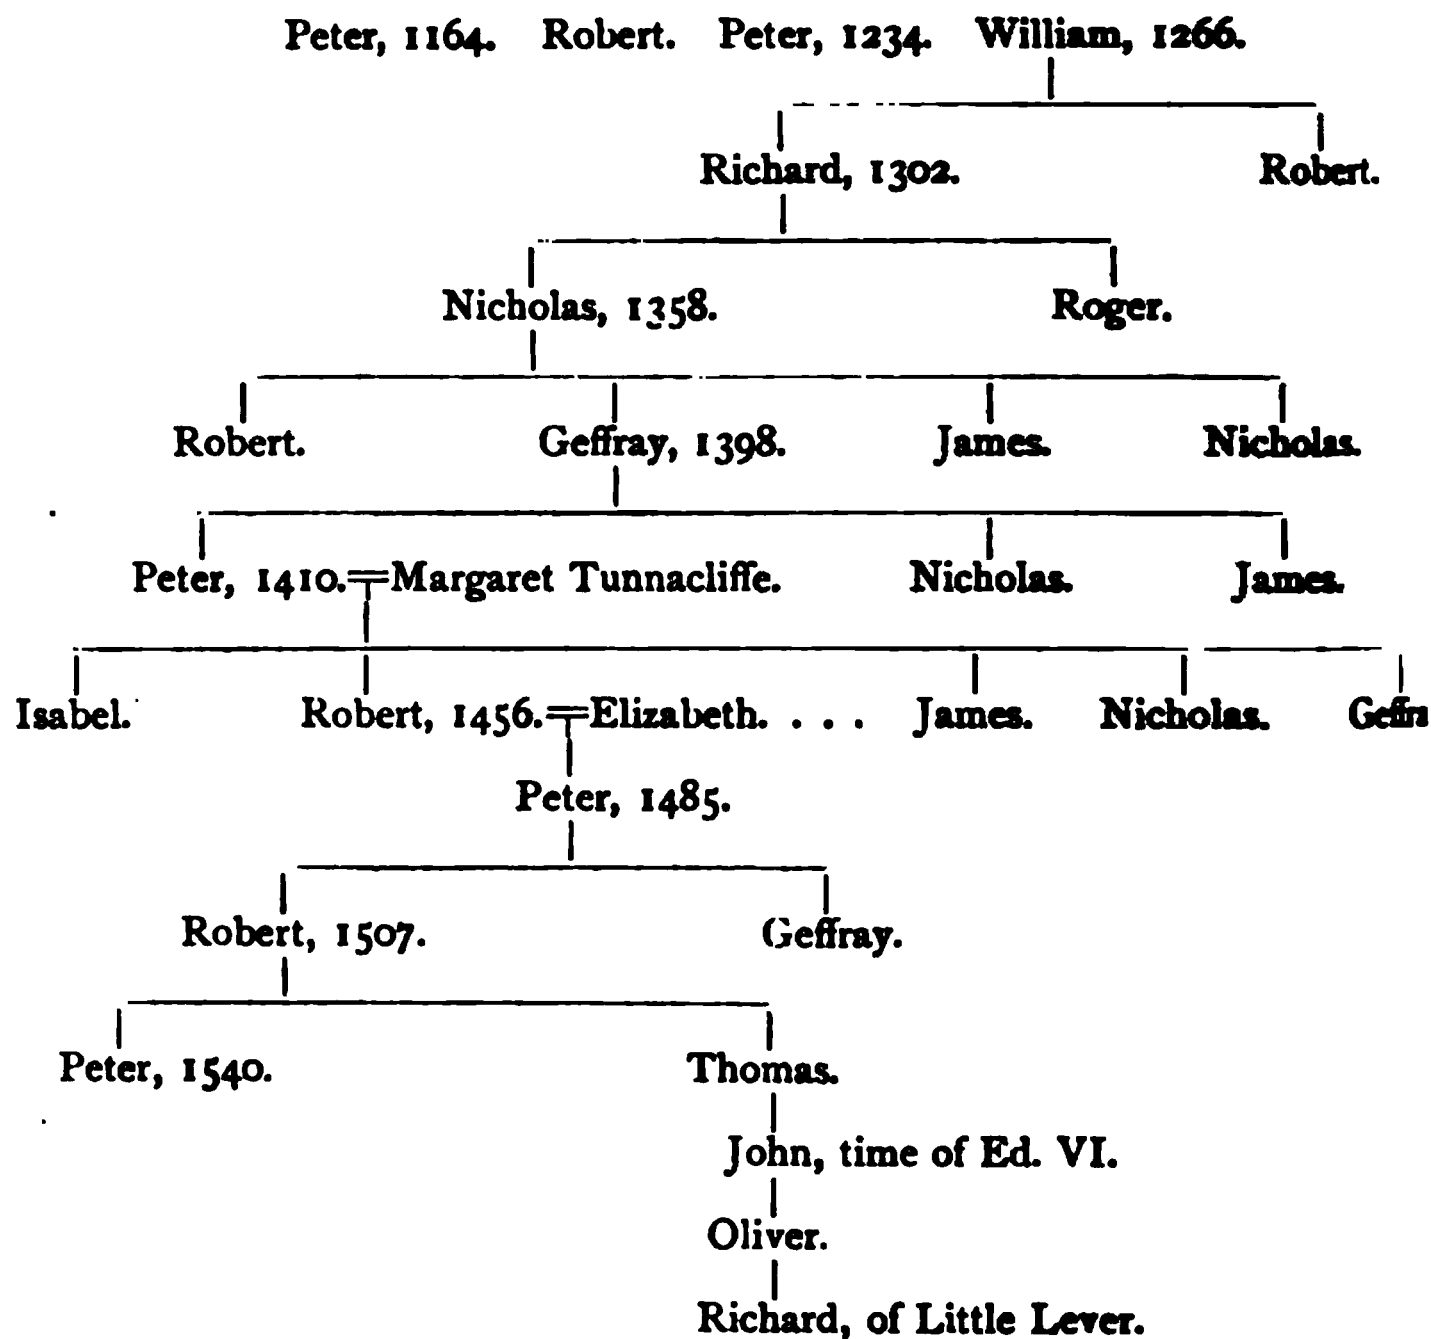 Peter, 1164. Robert. Peter, 1234. William, 1266.
Richard, 1302. Robert.
Nicholas, 1358. Roger.
Robert. Geffray, 1398. James. Nicholas.
Peter, 1410.=Margaret Tunnacliffe. Nicholas. James.
Isabel. Robert, 1456.=Elizabeth. . . . James. Nicholas.
Peter, 1485.
Robert, 1507. Geffray.
Peter, 1540. Thomas.
John, time of Ed. VI.
Oliver.
Richard, of Little Lever.